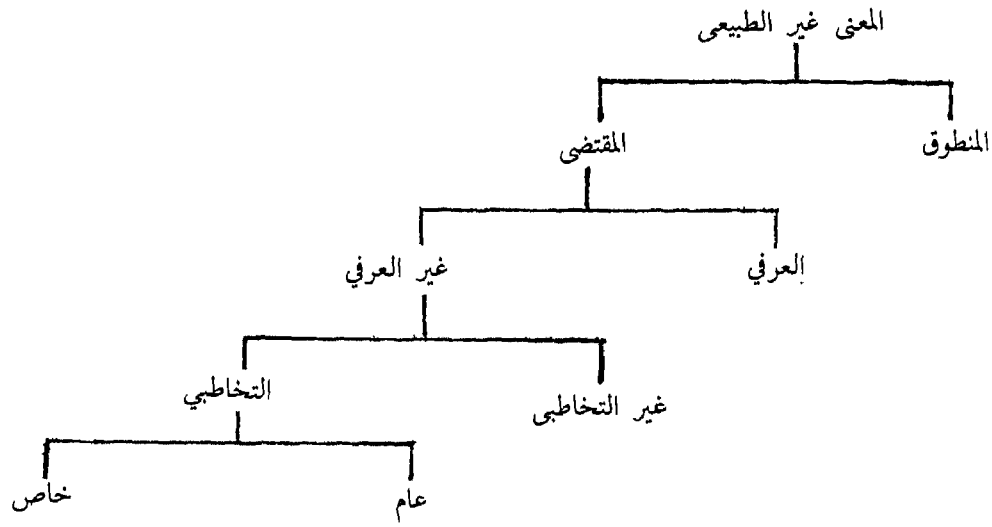 المعنى غير الطبيعى
المنطوق
المقتضى
العرفي
غير العرفي
غير التخاطبى
التخاطبي
عام
خاص